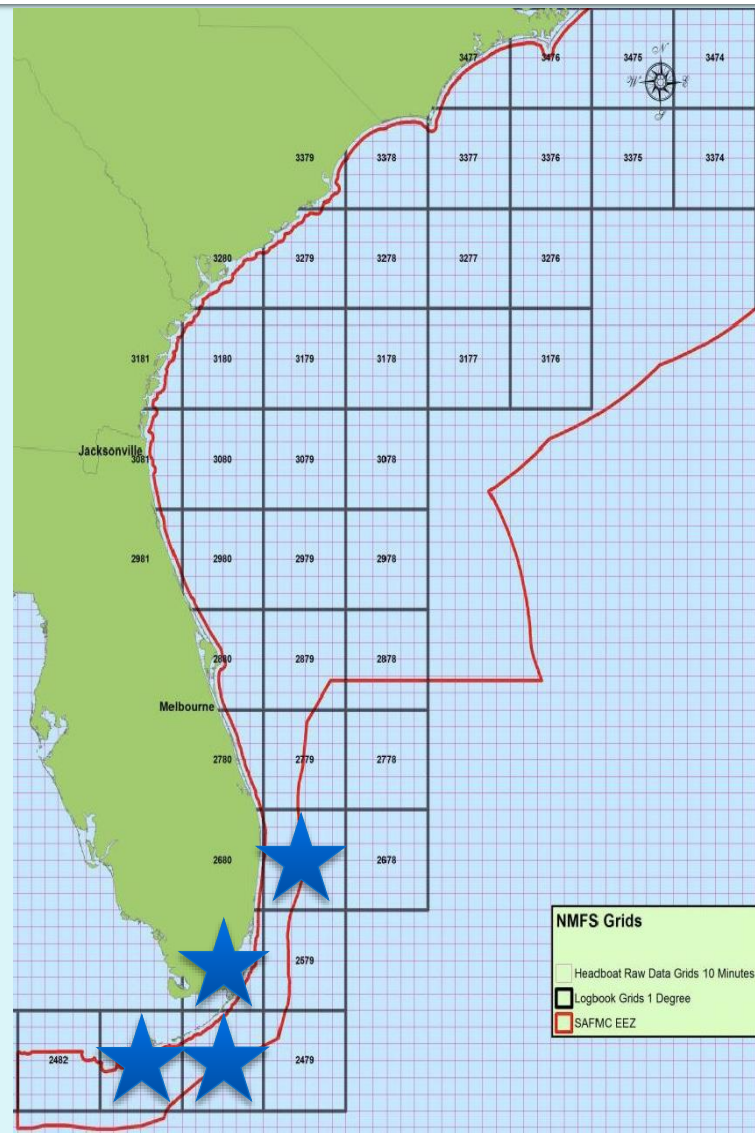 3477 3476 3475 3474
N
W E
S
3379 3378 3377 3376 3375 3374
3280 3279 3278 3277 3276
3181 3180 3179 3178 3177 3176
Jacksonville
3081 3080 3079 3078
2981 2980 2979 2978
2880 2879 2878
Melbourne
2780 2779 2778
2680 2678
2579
2482 2479
NMFS Grids
Headboat Raw Data Grids 10 Minutes
Logbook Grids 1 Degree
SAFMC EEZ